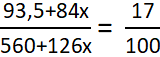 93,5+84x / 560+126x = 17 / 100